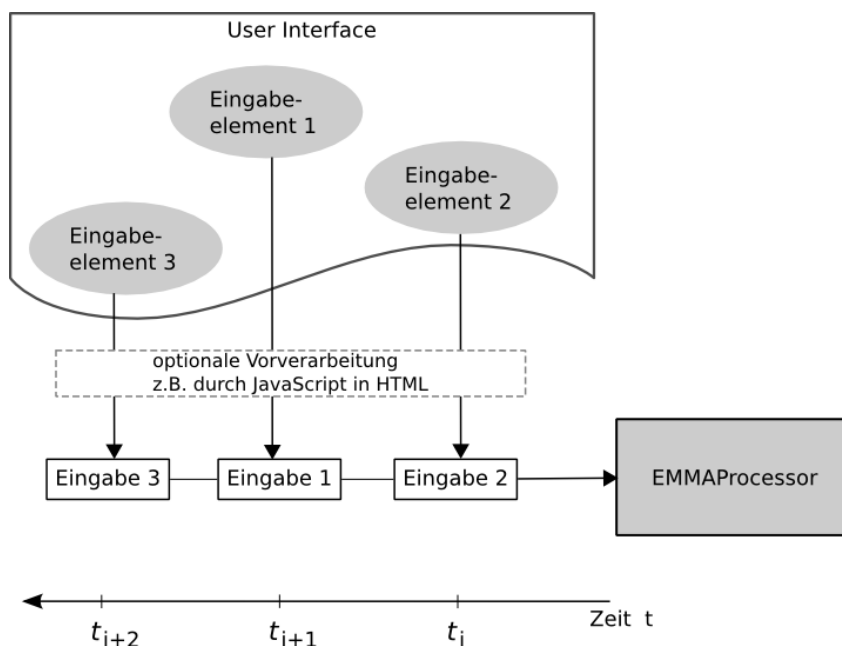 User Interface
Eingabe-
element 1
Eingabe-
element 2
Eingabe-
element 3
optionale Vorverarbeitung
z.B. durch JavaScript in HTML
Eingabe 3
Eingabe 1
Eingabe 2
EMMAProcessor
Zeit t
t_{i+2}
t_{i+1}
t_i